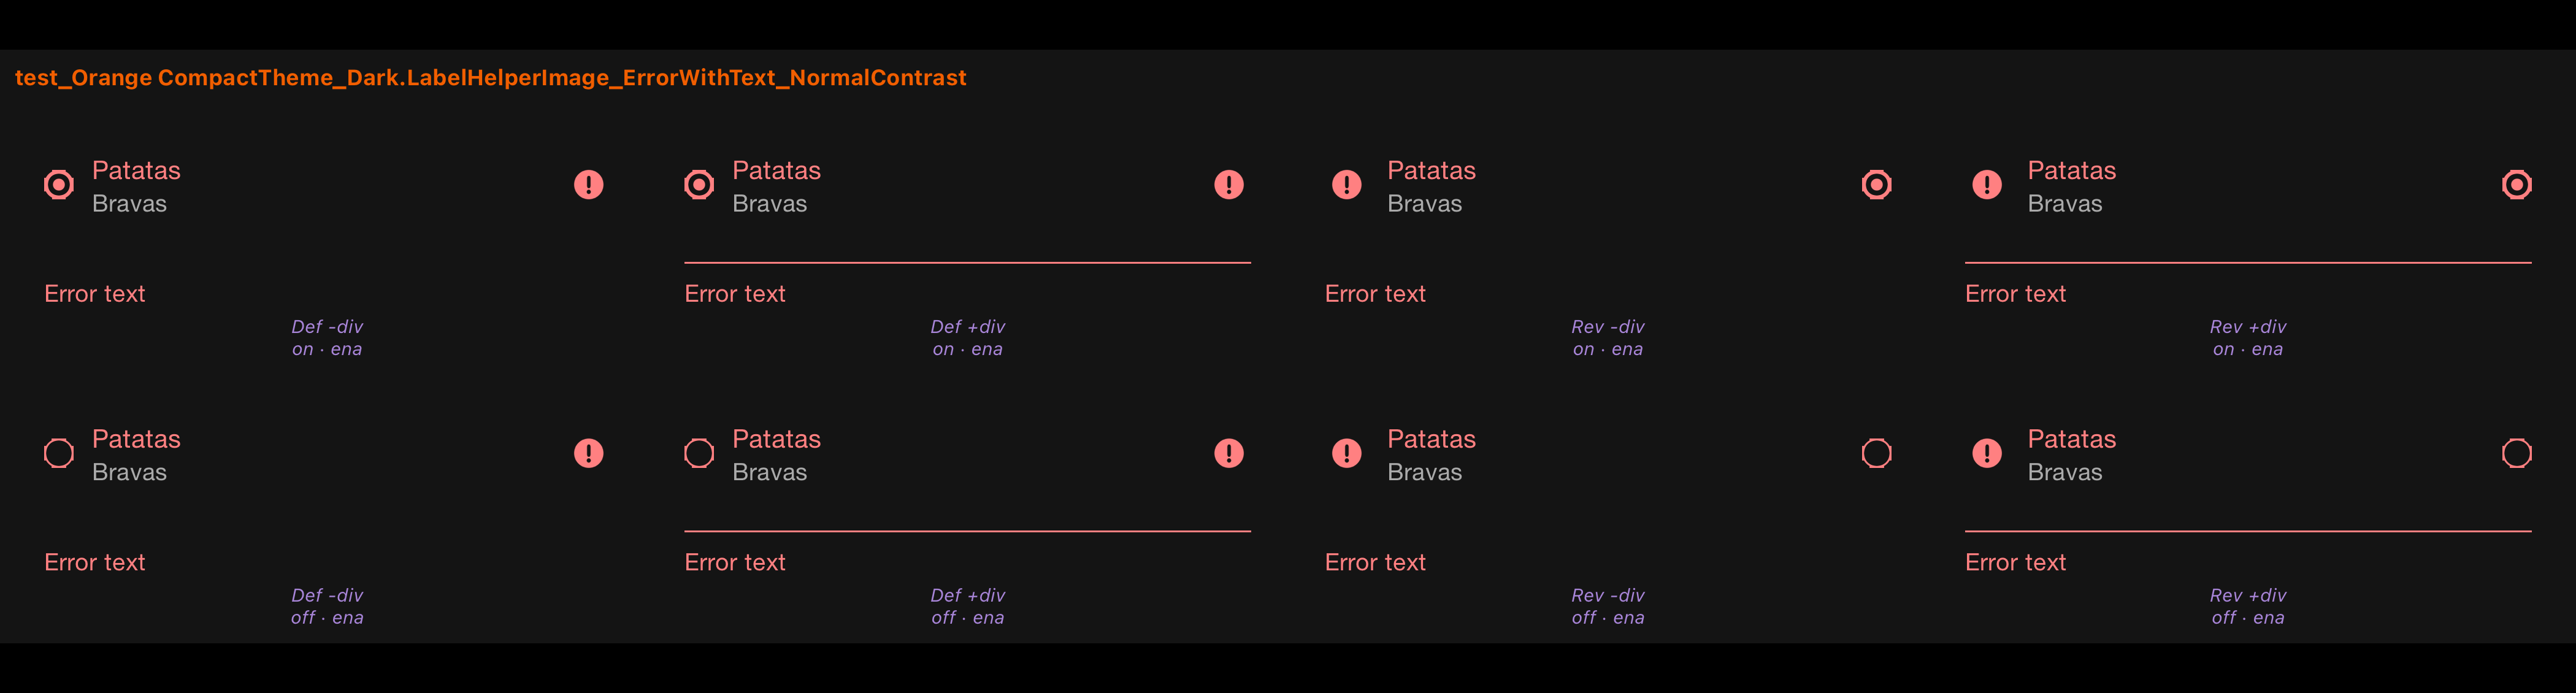 test_Orange CompactTheme_Dark.LabelHelperImage_ErrorWithText_NormalContrast
Patatas
Bravas
Error text
Def -div
on · ena
Patatas
Bravas
Error text
Def +div
on · ena
Patatas
Bravas
Error text
Rev -div
on · ena
Patatas
Bravas
Error text
Rev +div
on · ena
Patatas
Bravas
Error text
Def -div
off · ena
Patatas
Bravas
Error text
Def +div
off · ena
Patatas
Bravas
Error text
Rev -div
off · ena
Patatas
Bravas
Error text
Rev +div
off · ena